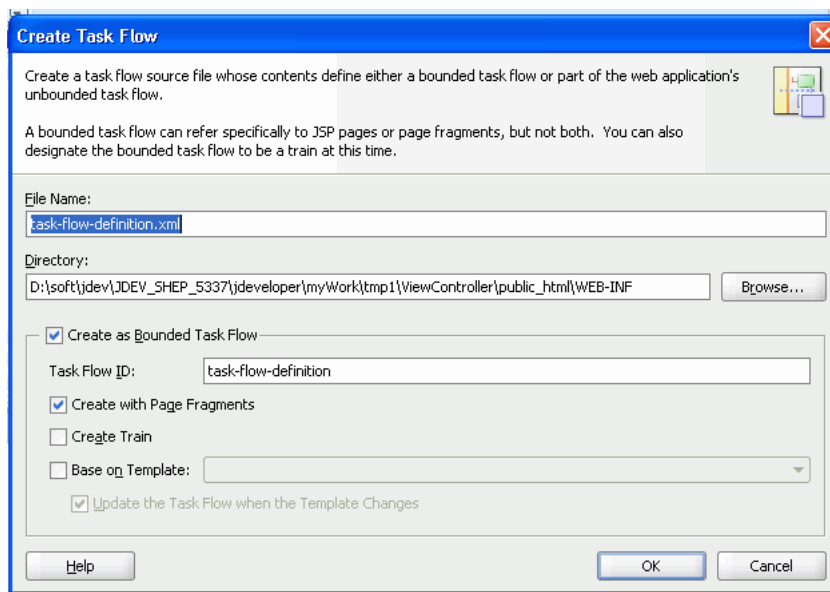 Create Task Flow
Create a task flow source file whose contents define either a bounded task flow or part of the web application's
unbounded task flow.
A bounded task flow can refer specifically to JSP pages or page fragments, but not both. You can also
designate the bounded task flow to be a train at this time.
File Name:
task-flow-definition.xml
Directory:
D:\soft\jdev\JDEV_SHEP_5337\jdeveloper\myWork\tmp1\ViewController\public_html\WEB-INF
Browse...
Create as Bounded Task Flow
Task Flow ID:
task-flow-definition
Create with Page Fragments
Create Train
Base on Template:
Update the Task Flow when the Template Changes
Help
OK
Cancel